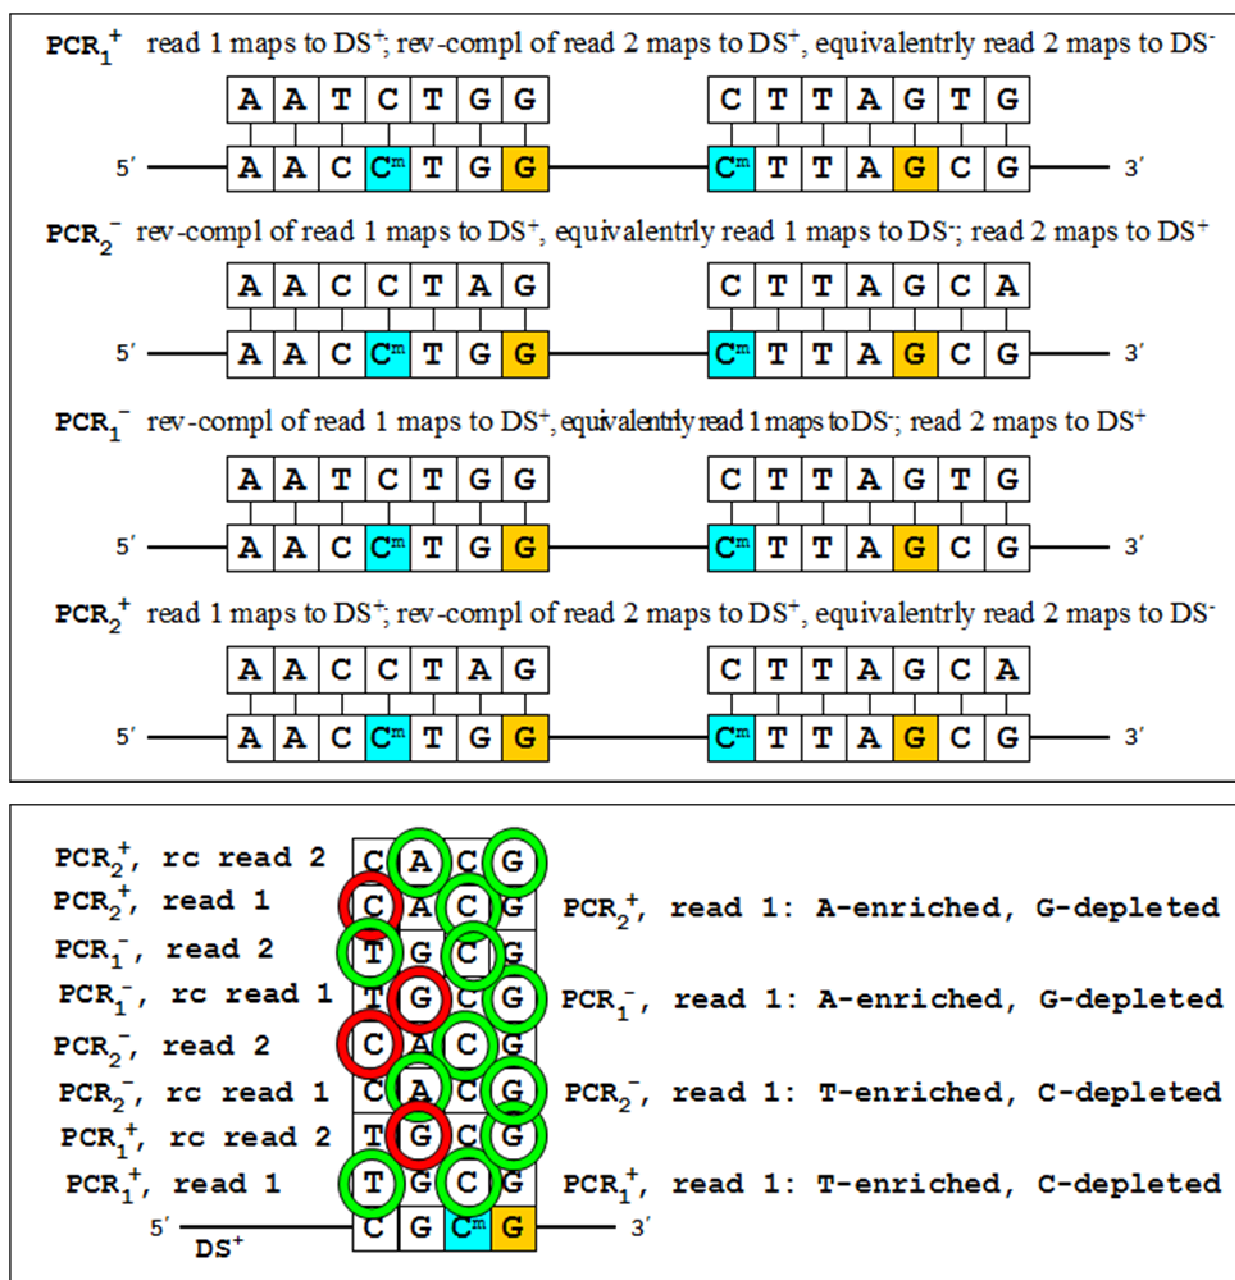 PCR₁⁺ read 1 maps to DS⁺; rev-compl of read 2 maps to DS⁺, equivalentrly read 2 maps to DS⁻
A A T C T G G C T T A G T G
5′ A A C Cᵐ T G G Cᵐ T T A G C G 3′
PCR₂⁻ rev-compl of read 1 maps to DS⁺, equivalentrly read 1 maps to DS⁻; read 2 maps to DS⁺
A A C C T A G C T T A G C A
5′ A A C Cᵐ T G G Cᵐ T T A G C G 3′
PCR₁⁻ rev-compl of read 1 maps to DS⁺, equivalentrly read 1 maps to DS⁻; read 2 maps to DS⁺
A A T C T G G C T T A G T G
5′ A A C Cᵐ T G G Cᵐ T T A G C G 3′
PCR₂⁺ read 1 maps to DS⁺; rev-compl of read 2 maps to DS⁺, equivalentrly read 2 maps to DS⁻
A A C C T A G C T T A G C A
5′ A A C Cᵐ T G G Cᵐ T T A G C G 3′
PCR₂⁺, rc read 2 C A C G
PCR₂⁺, read 1 C A C G PCR₂⁺, read 1: A-enriched, G-depleted
PCR₁⁻, read 2 T G C G
PCR₁⁻, rc read 1 T G C G PCR₁⁻, read 1: A-enriched, G-depleted
PCR₂⁻, read 2 C A C G
PCR₂⁻, rc read 1 C A C G PCR₂⁻, read 1: T-enriched, C-depleted
PCR₁⁺, rc read 2 T G C G
PCR₁⁺, read 1 T G C G PCR₁⁺, read 1: T-enriched, C-depleted
5′ C G Cᵐ G 3′
DS⁺